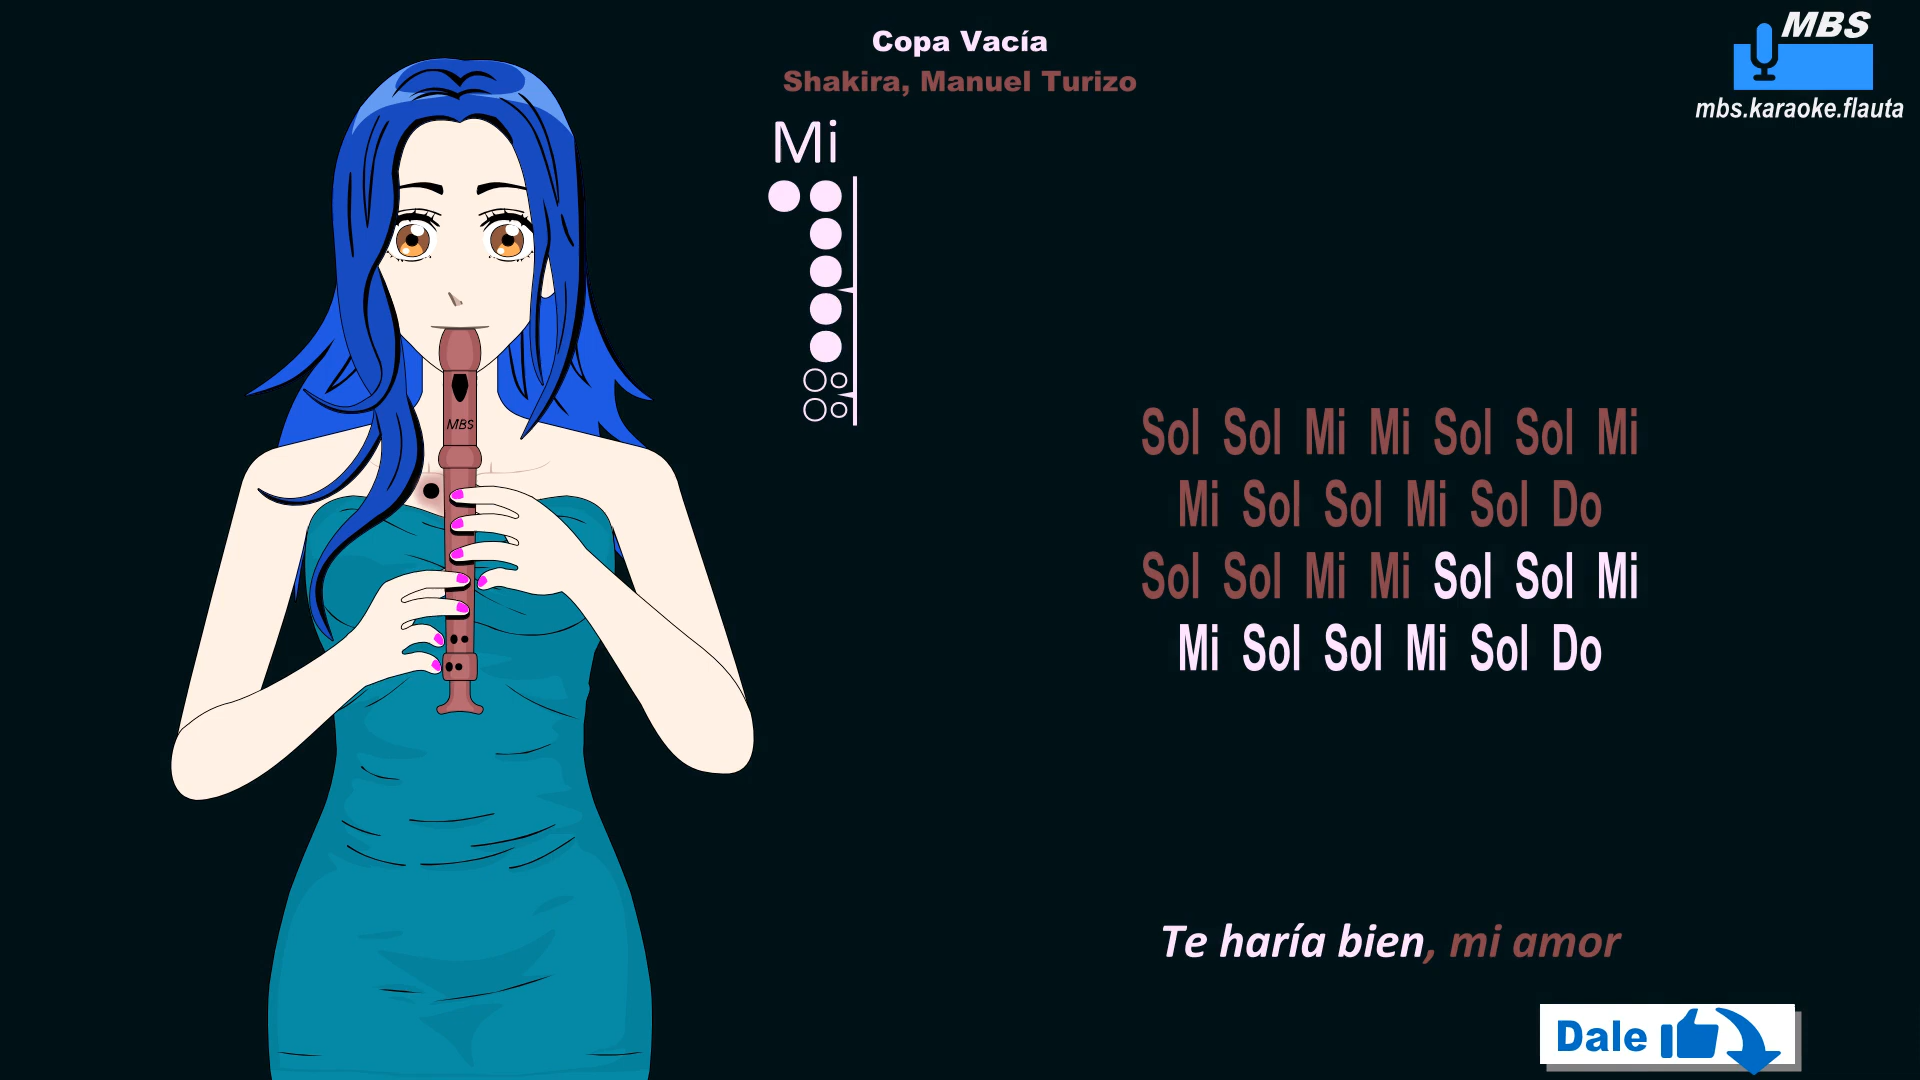 Copa Vacía
Shakira, Manuel Turizo
MBS
mbs.karaoke.flauta
Mi
MBS
Sol Sol Mi Mi Sol Sol Mi
Mi Sol Sol Mi Sol Do
Sol Sol Mi Mi Sol Sol Mi
Mi Sol Sol Mi Sol Do
Te haría bien, mi amor
Dale